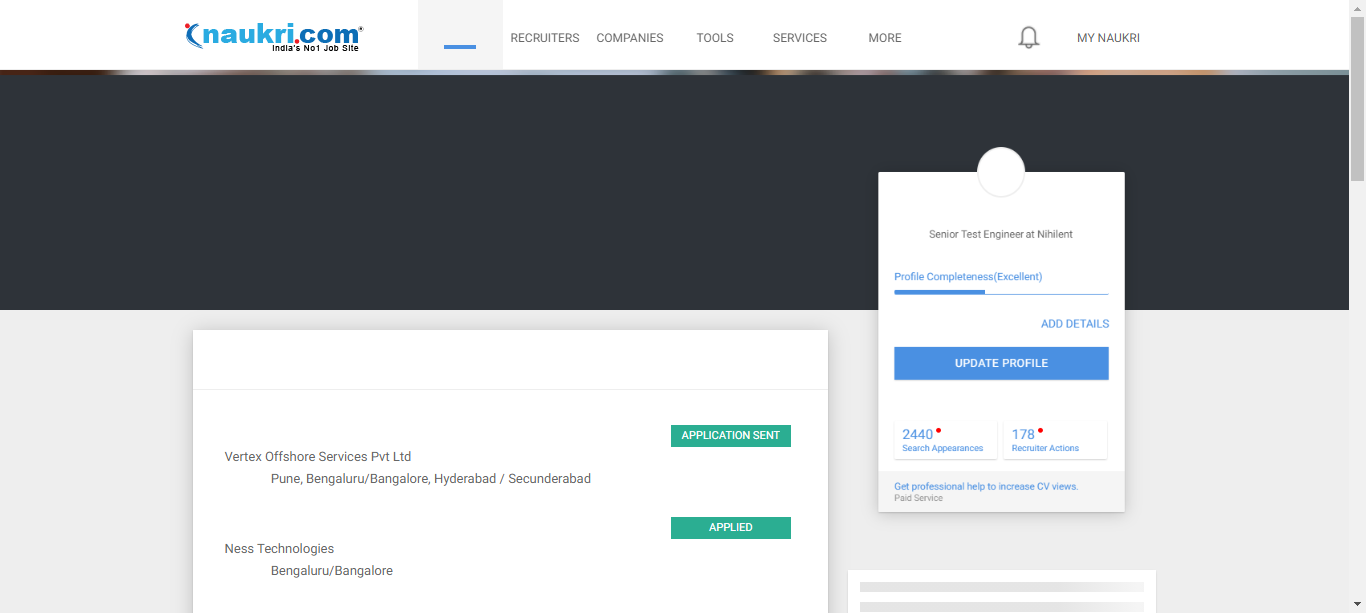 naukri.com
India's No1 Job Site
RECRUITERS COMPANIES TOOLS SERVICES MORE MY NAUKRI
Senior Test Engineer at Nihilent
Profile Completeness(Excellent)
ADD DETAILS
UPDATE PROFILE
2440 178
Search Appearances Recruiter Actions
Get professional help to increase CV views.
Paid Service
APPLICATION SENT
Vertex Offshore Services Pvt Ltd
Pune, Bengaluru/Bangalore, Hyderabad / Secunderabad
APPLIED
Ness Technologies
Bengaluru/Bangalore